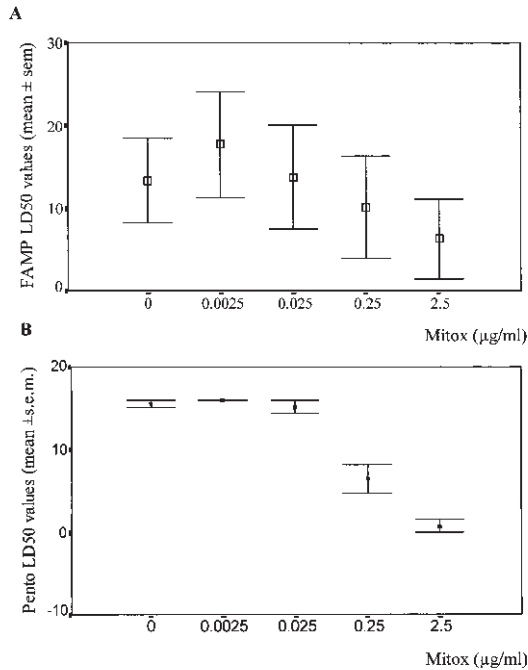 A
FAMP LD50 values (mean ± sem)
30
20
10
0
0 0.0025 0.025 0.25 2.5
Mitox (µg/ml)
B
Pento LD50 values (mean ±s.e.m.)
20
10
0
-10
0 0.0025 0.025 0.25 2.5
Mitox (µg/ml)